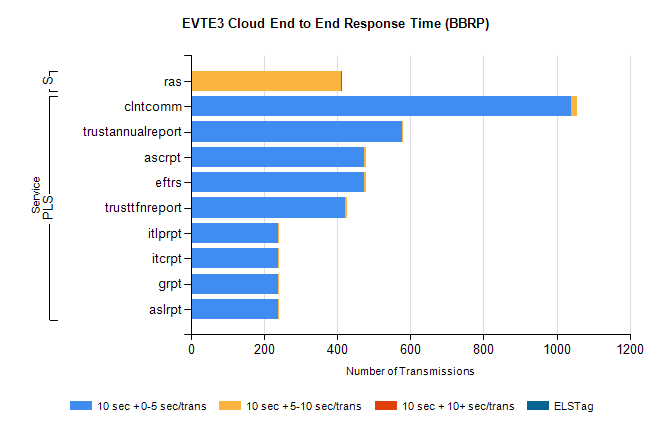 EVTE3 Cloud End to End Response Time (BBRP)
S
ras
clntcomm
trustannualreport
ascrpt
Service
PLS
eftrs
trusttfnreport
itlprpt
itcrpt
grpt
aslrpt
0 200 400 600 800 1000 1200
Number of Transmissions
10 sec +0-5 sec/trans 10 sec +5-10 sec/trans 10 sec + 10+ sec/trans ELSTag